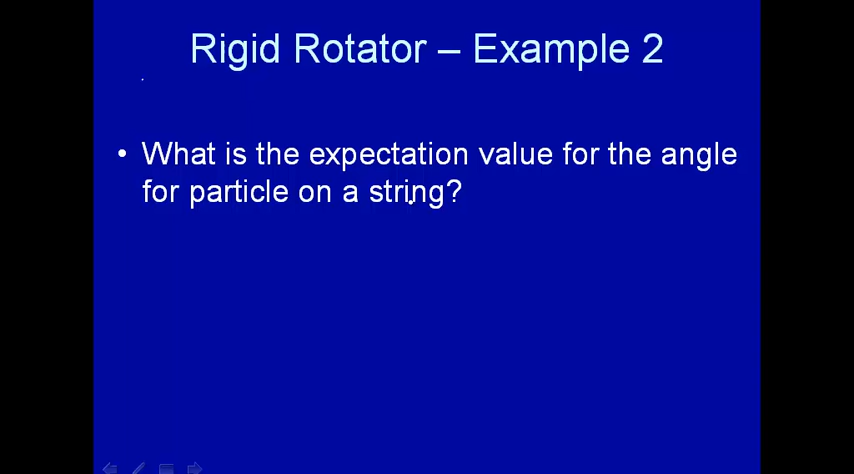 Rigid Rotator – Example 2
• What is the expectation value for the angle
for particle on a string?